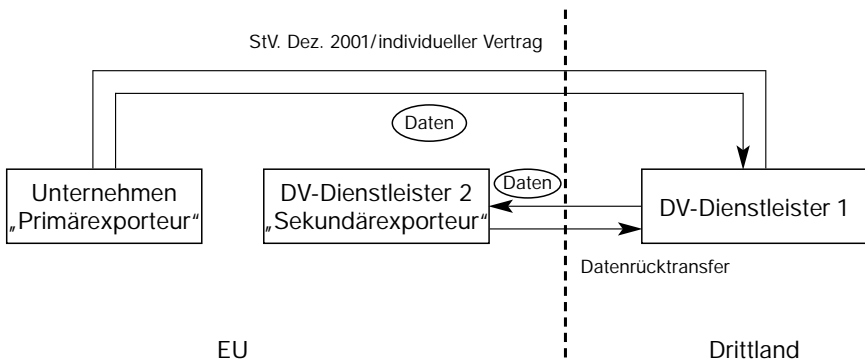 StV. Dez. 2001/individueller Vertrag
Daten
Unternehmen
„Primärexporteur“
DV-Dienstleister 2
„Sekundärexporteur“
Daten
DV-Dienstleister 1
Datenrücktransfer
EU
Drittland